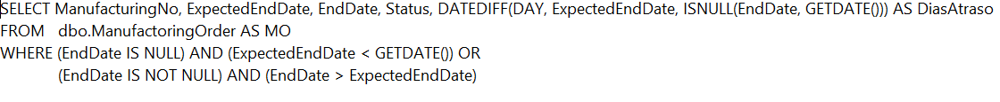 SELECT ManufacturingNo, ExpectedEndDate, EndDate, Status, DATEDIFF(DAY, ExpectedEndDate, ISNULL(EndDate, GETDATE())) AS DiasAtraso
FROM dbo.ManufactoringOrder AS MO
WHERE (EndDate IS NULL) AND (ExpectedEndDate < GETDATE()) OR
(EndDate IS NOT NULL) AND (EndDate > ExpectedEndDate)